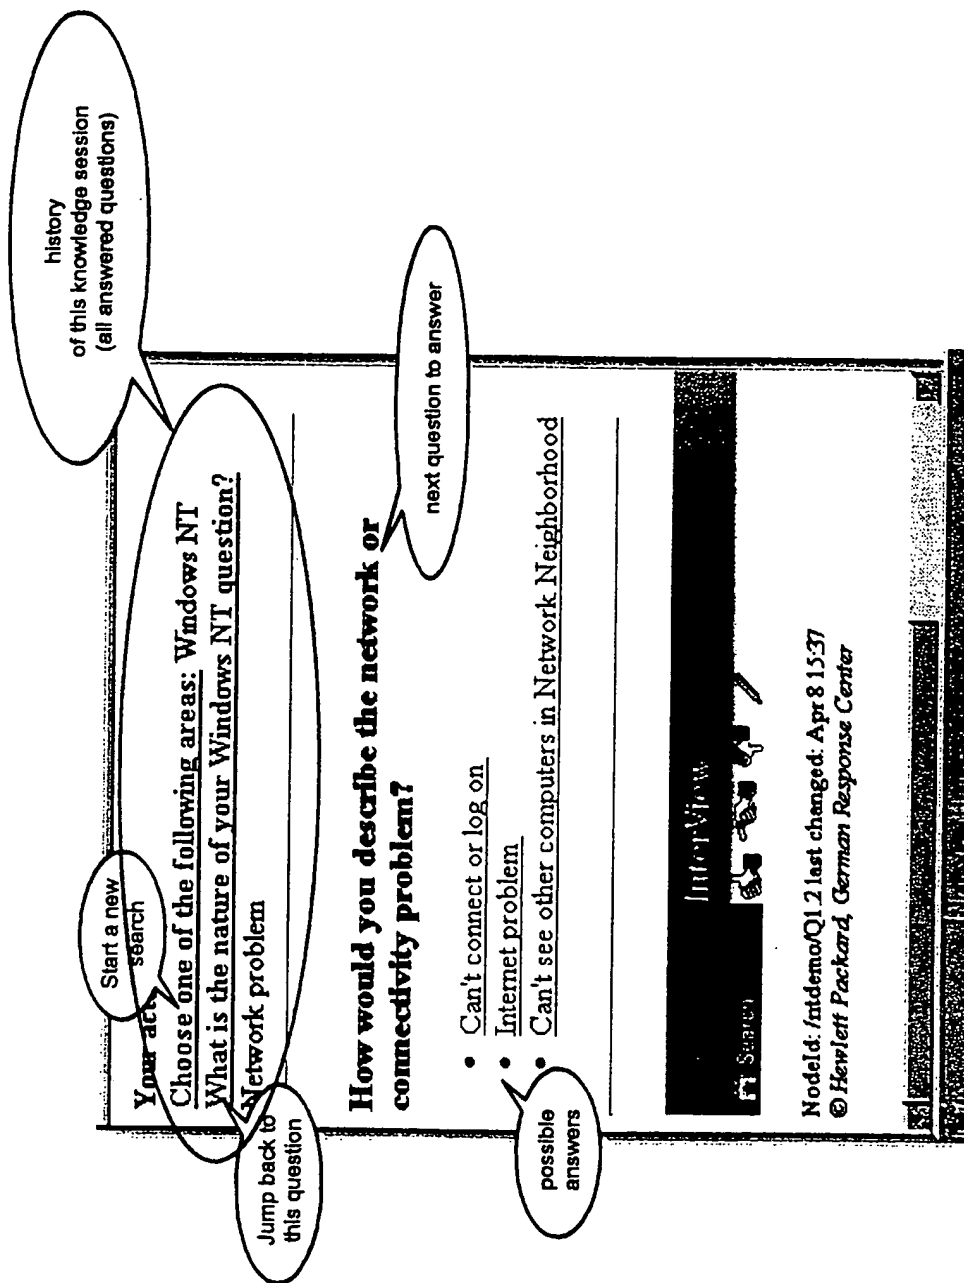 history
of this knowledge session
(all answered questions)
Start a new
search
Your
Choose one of the following areas: Windows NT
What is the nature of your Windows NT question?
Network problem
Jump back to
this question
How would you describe the network or
connectivity problem?
next question to answer
• Can't connect or log on
• Internet problem
• Can't see other computers in Network Neighborhood
possible
answers
InterView
NodeId: /ntdemo/Q1.2 last changed: Apr 8 15:37
© Hewlett Packard, German Response Center